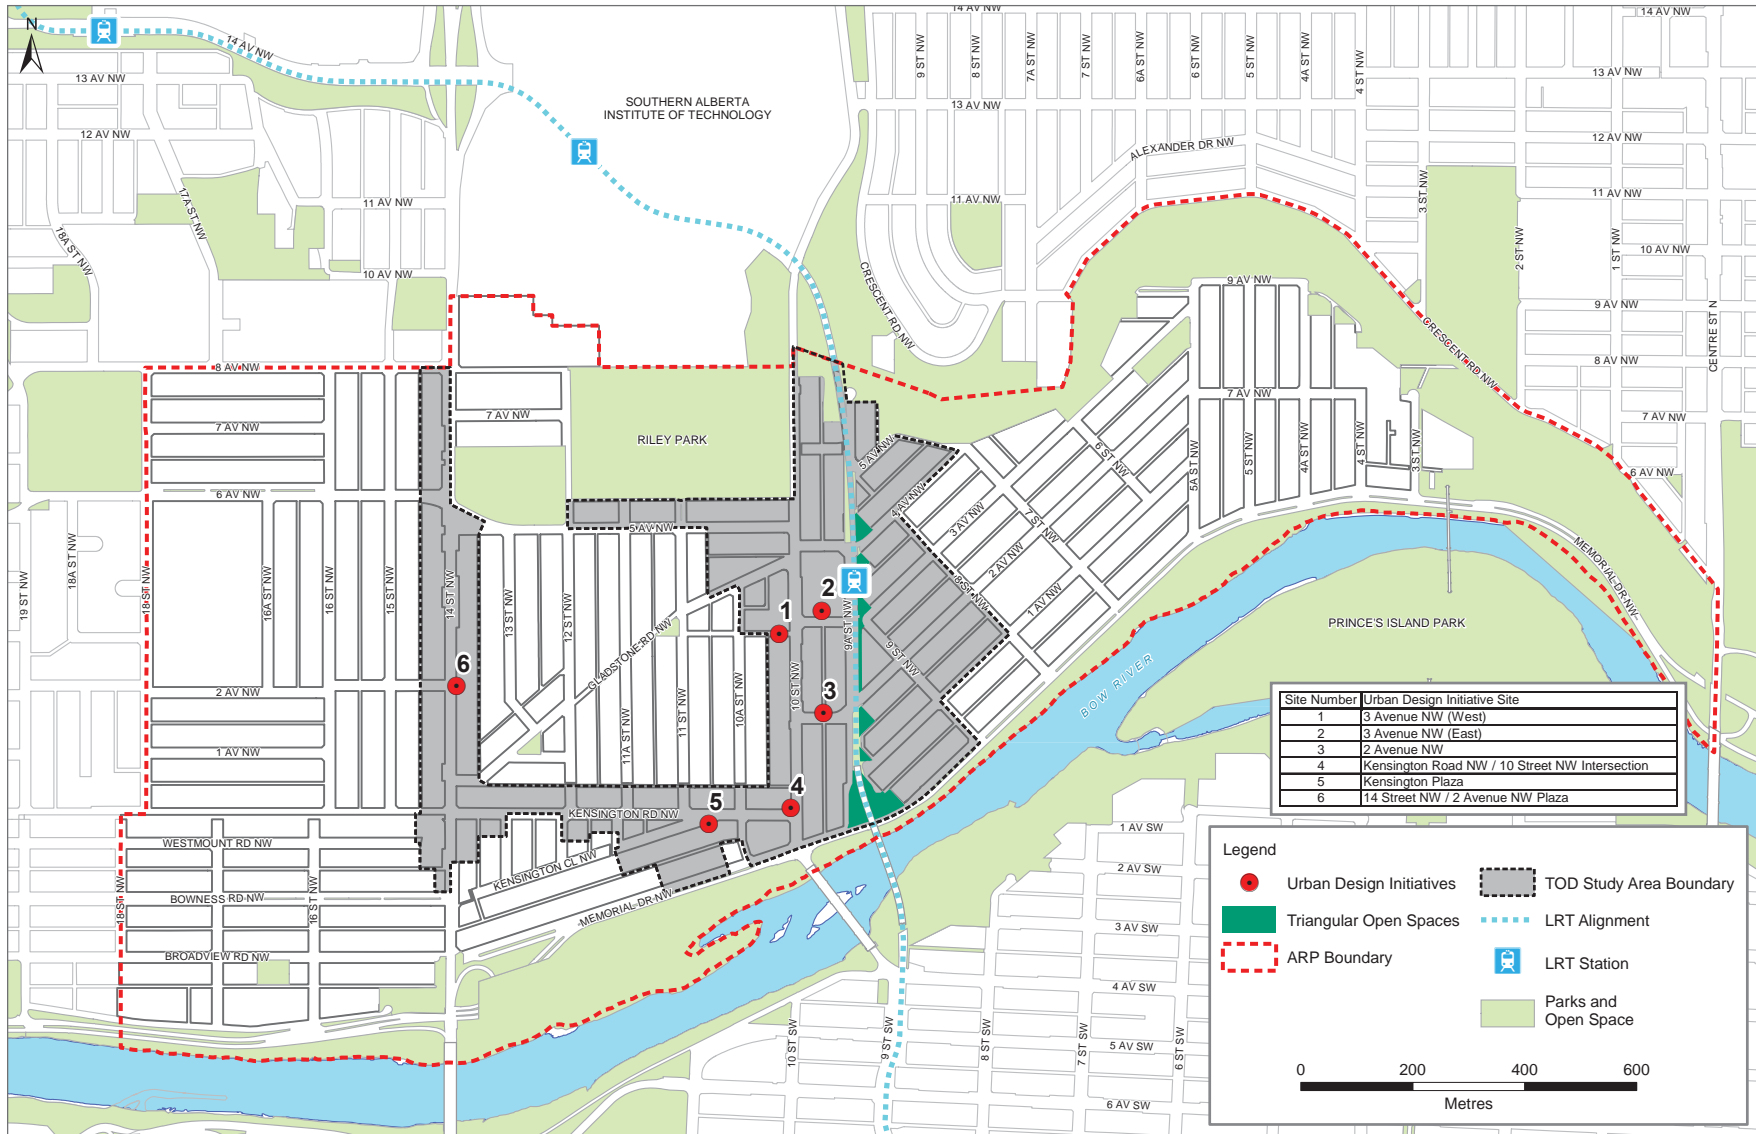 N
14 AV NW
13 AV NW
12 AV NW
17A ST NW
18A ST NW
11 AV NW
10 AV NW
SOUTHERN ALBERTA
INSTITUTE OF TECHNOLOGY
14 AV NW
9 ST NW
8 ST NW
7A ST NW
7 ST NW
6A ST NW
6 ST NW
5 ST NW
4A ST NW
4 ST NW
14 AV NW
13 AV NW
13 AV NW
12 AV NW
ALEXANDER DR NW
11 AV NW
11 AV NW
3 ST NW
2 ST NW
1 ST NW
10 AV NW
CRESCENT RD NW
9 AV NW
9 AV NW
CRESCENT RD NW
CENTRE ST N
8 AV NW
8 AV NW
7 AV NW
7 AV NW
7 AV NW
7 AV NW
RILEY PARK
5 AV NW
6 ST NW
5A ST NW
5 ST NW
4A ST NW
4 ST NW
3 ST NW
6 AV NW
6 AV NW
4 AV NW
3 AV NW
7 ST NW
2 AV NW
1 AV NW
8 ST NW
9 ST NW
5 AV NW
19 ST NW
18A ST NW
18 ST NW
16A ST NW
16 ST NW
15 ST NW
14 ST NW
13 ST NW
12 ST NW
GLADSTONE RD NW
11A ST NW
11 ST NW
10A ST NW
10 ST NW
9A ST NW
MEMORIAL DR NW
PRINCE'S ISLAND PARK
BOW RIVER
1
2
3
4
5
6
2 AV NW
1 AV NW
KENSINGTON RD NW
WESTMOUNT RD NW
KENSINGTON CL NW
MEMORIAL DR NW
BOWNESS RD NW
18 ST NW
16 ST NW
BROADVIEW RD NW
1 AV SW
2 AV SW
3 AV SW
4 AV SW
5 AV SW
6 AV SW
10 ST SW
9 ST SW
8 ST SW
7 ST SW
6 ST SW
Site Number Urban Design Initiative Site
1 3 Avenue NW (West)
2 3 Avenue NW (East)
3 2 Avenue NW
4 Kensington Road NW / 10 Street NW Intersection
5 Kensington Plaza
6 14 Street NW / 2 Avenue NW Plaza
Legend
Urban Design Initiatives
Triangular Open Spaces
ARP Boundary
TOD Study Area Boundary
LRT Alignment
LRT Station
Parks and
Open Space
0 200 400 600
Metres